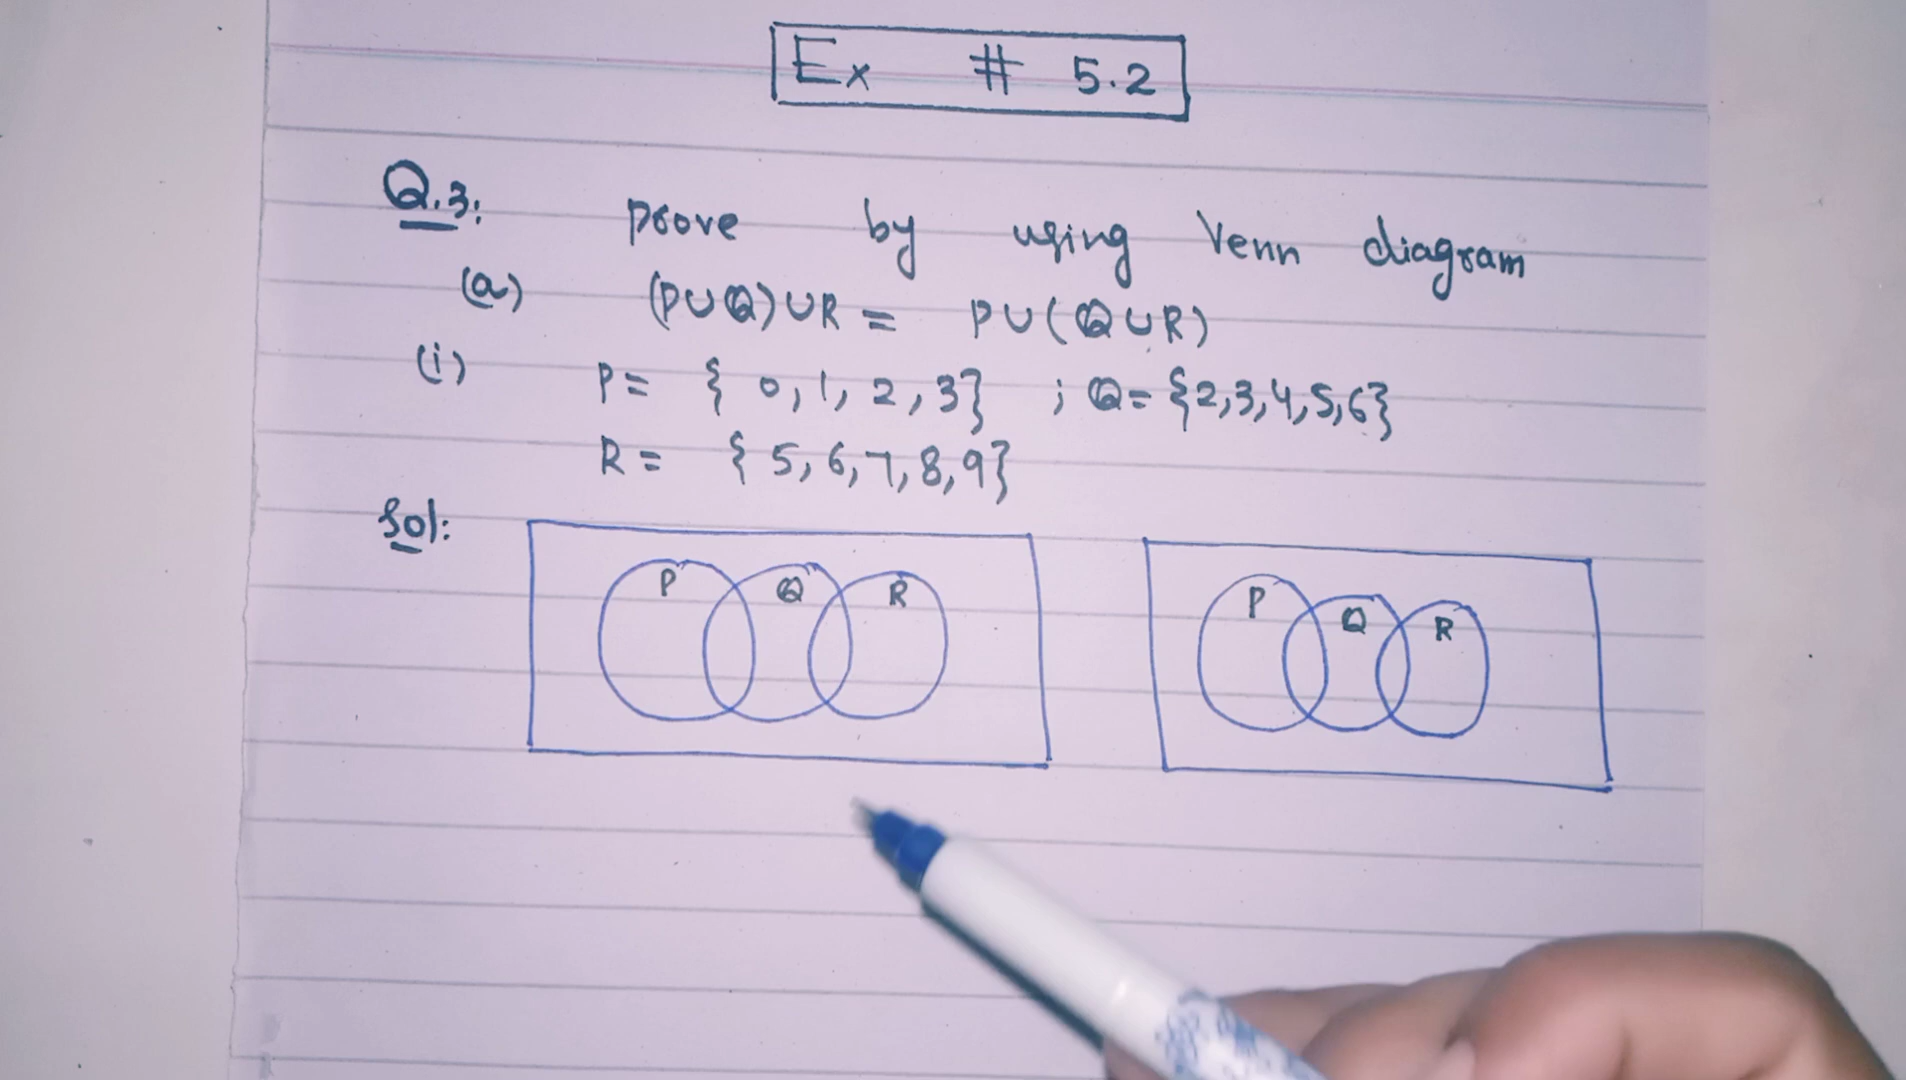 Ex # 5.2
Q.3: prove by using Venn diagram
(a) (P∪Q)∪R = P∪(Q∪R)
(i) P = { 0, 1, 2, 3} ; Q = {2,3,4,5,6}
R = { 5, 6, 7, 8, 9}
Sol:
P Q R
P Q R